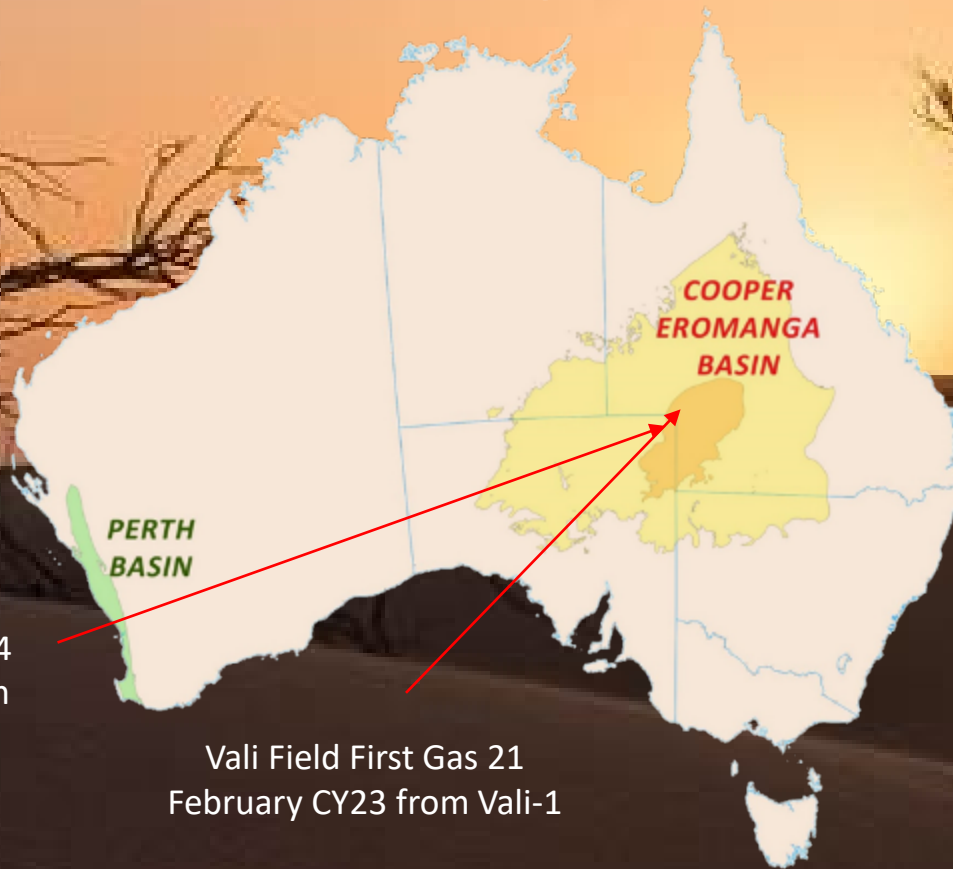 COOPER
EROMANGA
BASIN
PERTH
BASIN
4
Vali Field First Gas 21
February CY23 from Vali-1